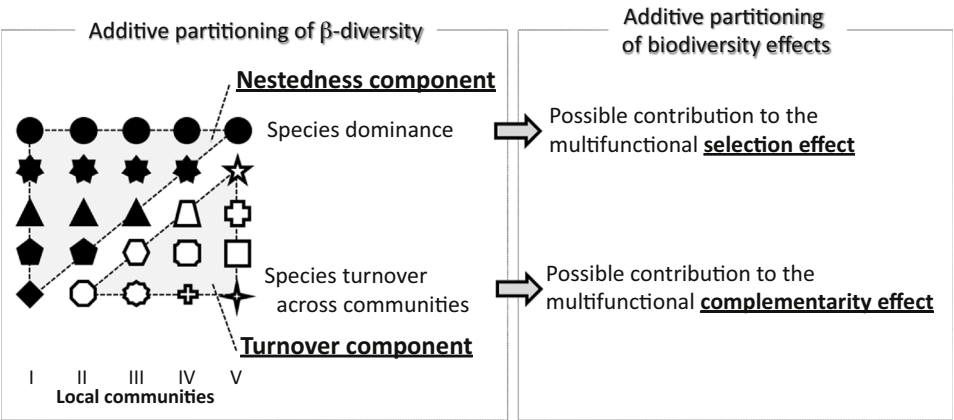 Additive partitioning of β-diversity
Additive partitioning
of biodiversity effects
Nestedness component
Species dominance
Possible contribution to the
multifunctional selection effect
Species turnover
across communities
Possible contribution to the
multifunctional complementarity effect
Turnover component
I II III IV V
Local communities